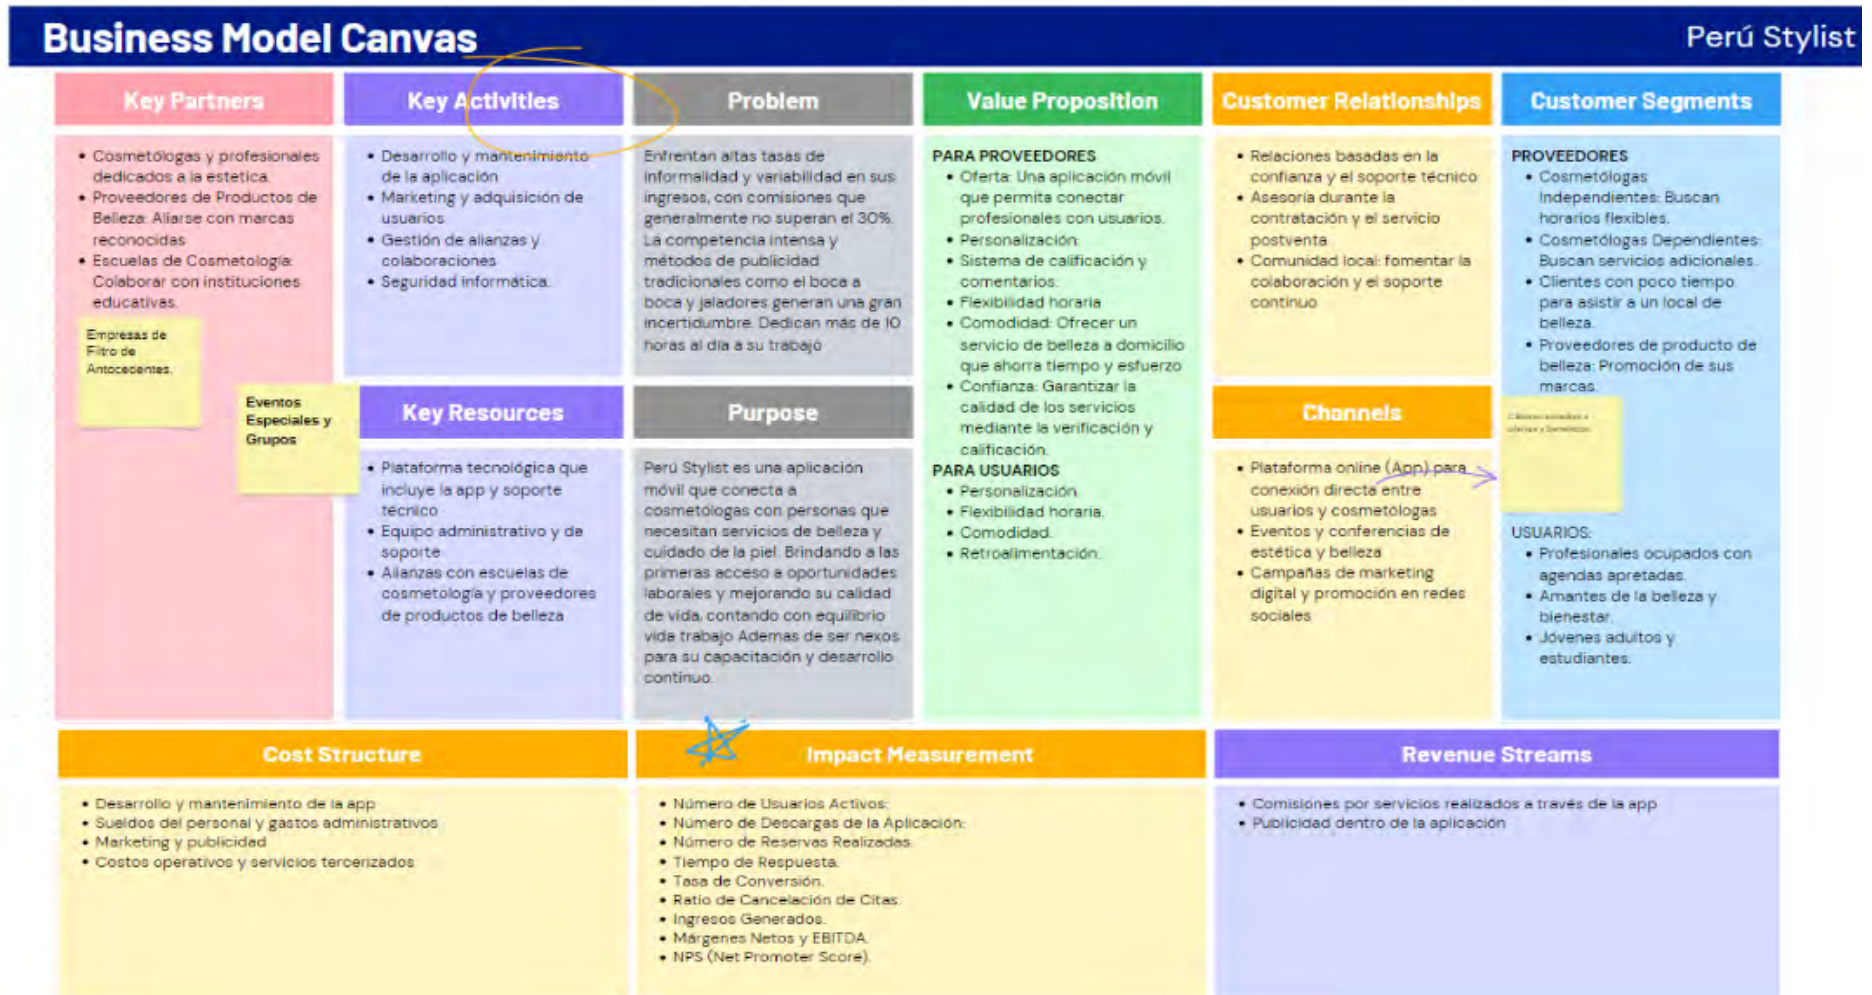 Business Model Canvas
Perú Stylist
Key Partners
• Cosmetólogas y profesionales
dedicados a la estetica.
• Proveedores de Productos de
Belleza: Aliarse con marcas
reconocidas
• Escuelas de Cosmetología:
Colaborar con instituciones
educativas.
Empresas de
Filtro de
Antecedentes.
Eventos
Especiales y
Grupos
Key Activities
• Desarrollo y mantenimiento
de la aplicación
• Marketing y adquisición de
usuarios
• Gestión de alianzas y
colaboraciones
• Seguridad informática.
Key Resources
• Plataforma tecnológica que
incluye la app y soporte
técnico
• Equipo administrativo y de
soporte
• Alianzas con escuelas de
cosmetología y proveedores
de productos de belleza
Problem
Enfrentan altas tasas de
informalidad y variabilidad en sus
ingresos, con comisiones que
generalmente no superan el 30%.
La competencia intensa y
métodos de publicidad
tradicionales como el boca a
boca y jaladores generan una gran
incertidumbre. Dedican más de 10
horas al día a su trabajo
Purpose
Perú Stylist es una aplicación
móvil que conecta a
cosmetólogas con personas que
necesitan servicios de belleza y
cuidado de la piel. Brindando a las
primeras acceso a oportunidades
laborales y mejorando su calidad
de vida, contando con equilibrio
vida trabajo Ademas de ser nexos
para su capacitación y desarrollo
continuo.
Value Proposition
PARA PROVEEDORES
• Oferta: Una aplicación móvil
que permita conectar
profesionales con usuarios.
• Personalización:
• Sistema de calificación y
comentarios.
• Flexibilidad horaria
• Comodidad: Ofrecer un
servicio de belleza a domicilio
que ahorra tiempo y esfuerzo
• Confianza: Garantizar la
calidad de los servicios
mediante la verificación y
calificación.
PARA USUARIOS
• Personalización.
• Flexibilidad horaria.
• Comodidad.
• Retroalimentación.
Customer Relationships
• Relaciones basadas en la
confianza y el soporte técnico
• Asesoría durante la
contratación y el servicio
postventa
• Comunidad local: fomentar la
colaboración y el soporte
continuo
Channels
• Plataforma online (App) para
conexión directa entre
usuarios y cosmetólogas
• Eventos y conferencias de
estética y belleza
• Campañas de marketing
digital y promoción en redes
sociales
Customer Segments
PROVEEDORES
• Cosmetólogas
Independientes: Buscan
horarios flexibles.
• Cosmetólogas Dependientes:
Buscan servicios adicionales.
• Clientes con poco tiempo
para asistir a un local de
belleza.
• Proveedores de producto de
belleza: Promoción de sus
marcas.
USUARIOS:
• Profesionales ocupados con
agendas apretadas.
• Amantes de la belleza y
bienestar.
• Jóvenes adultos y
estudiantes.
Cost Structure
• Desarrollo y mantenimiento de la app
• Sueldos del personal y gastos administrativos
• Marketing y publicidad
• Costos operativos y servicios tercerizados
Impact Measurement
• Número de Usuarios Activos:
• Número de Descargas de la Aplicación:
• Número de Reservas Realizadas.
• Tiempo de Respuesta.
• Tasa de Conversión.
• Ratio de Cancelación de Citas.
• Ingresos Generados.
• Márgenes Netos y EBITDA.
• NPS (Net Promoter Score).
Revenue Streams
• Comisiones por servicios realizados a través de la app
• Publicidad dentro de la aplicación